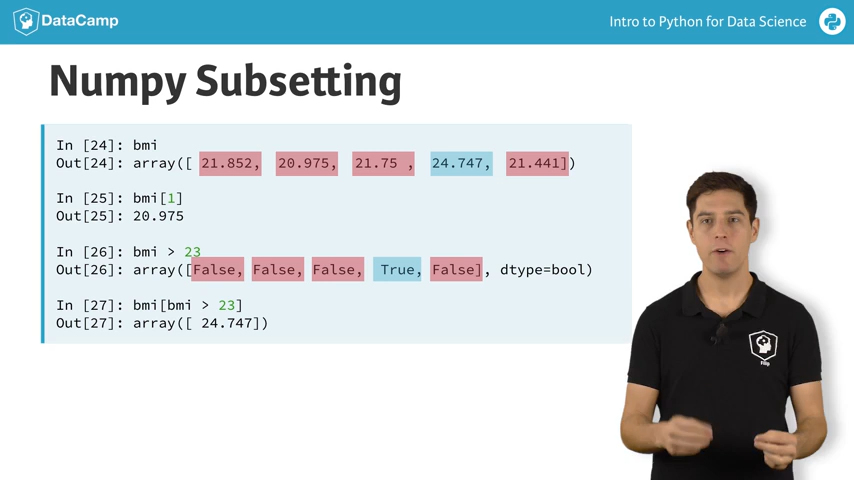 DataCamp
Intro to Python for Data Science
Numpy Subsetting
In [24]: bmi
Out[24]: array([ 21.852, 20.975, 21.75 , 24.747, 21.441])
In [25]: bmi[1]
Out[25]: 20.975
In [26]: bmi > 23
Out[26]: array([False, False, False, True, False], dtype=bool)
In [27]: bmi[bmi > 23]
Out[27]: array([ 24.747])
Filip